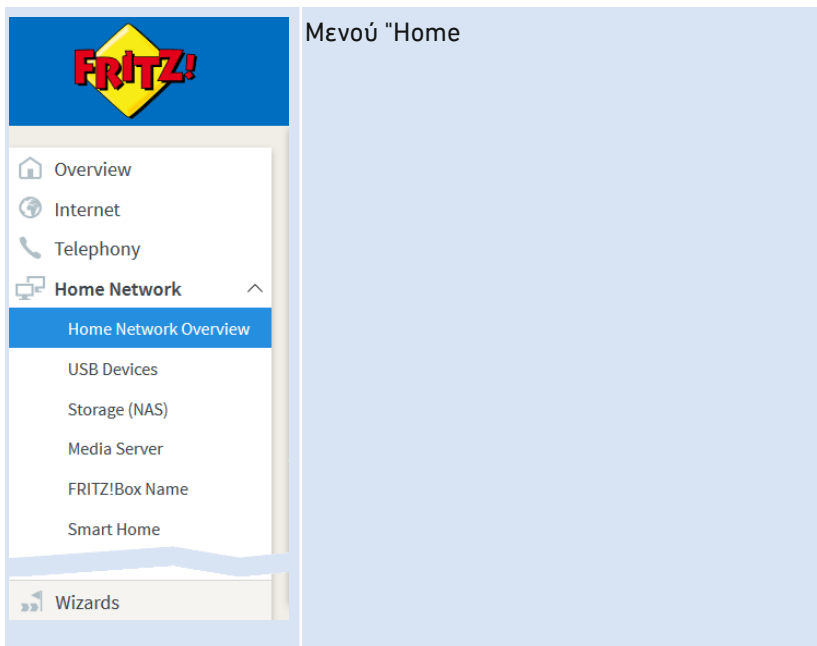 FRITZ!
Μενού "Home
Overview
Internet
Telephony
Home Network
Home Network Overview
USB Devices
Storage (NAS)
Media Server
FRITZ!Box Name
Smart Home
Wizards